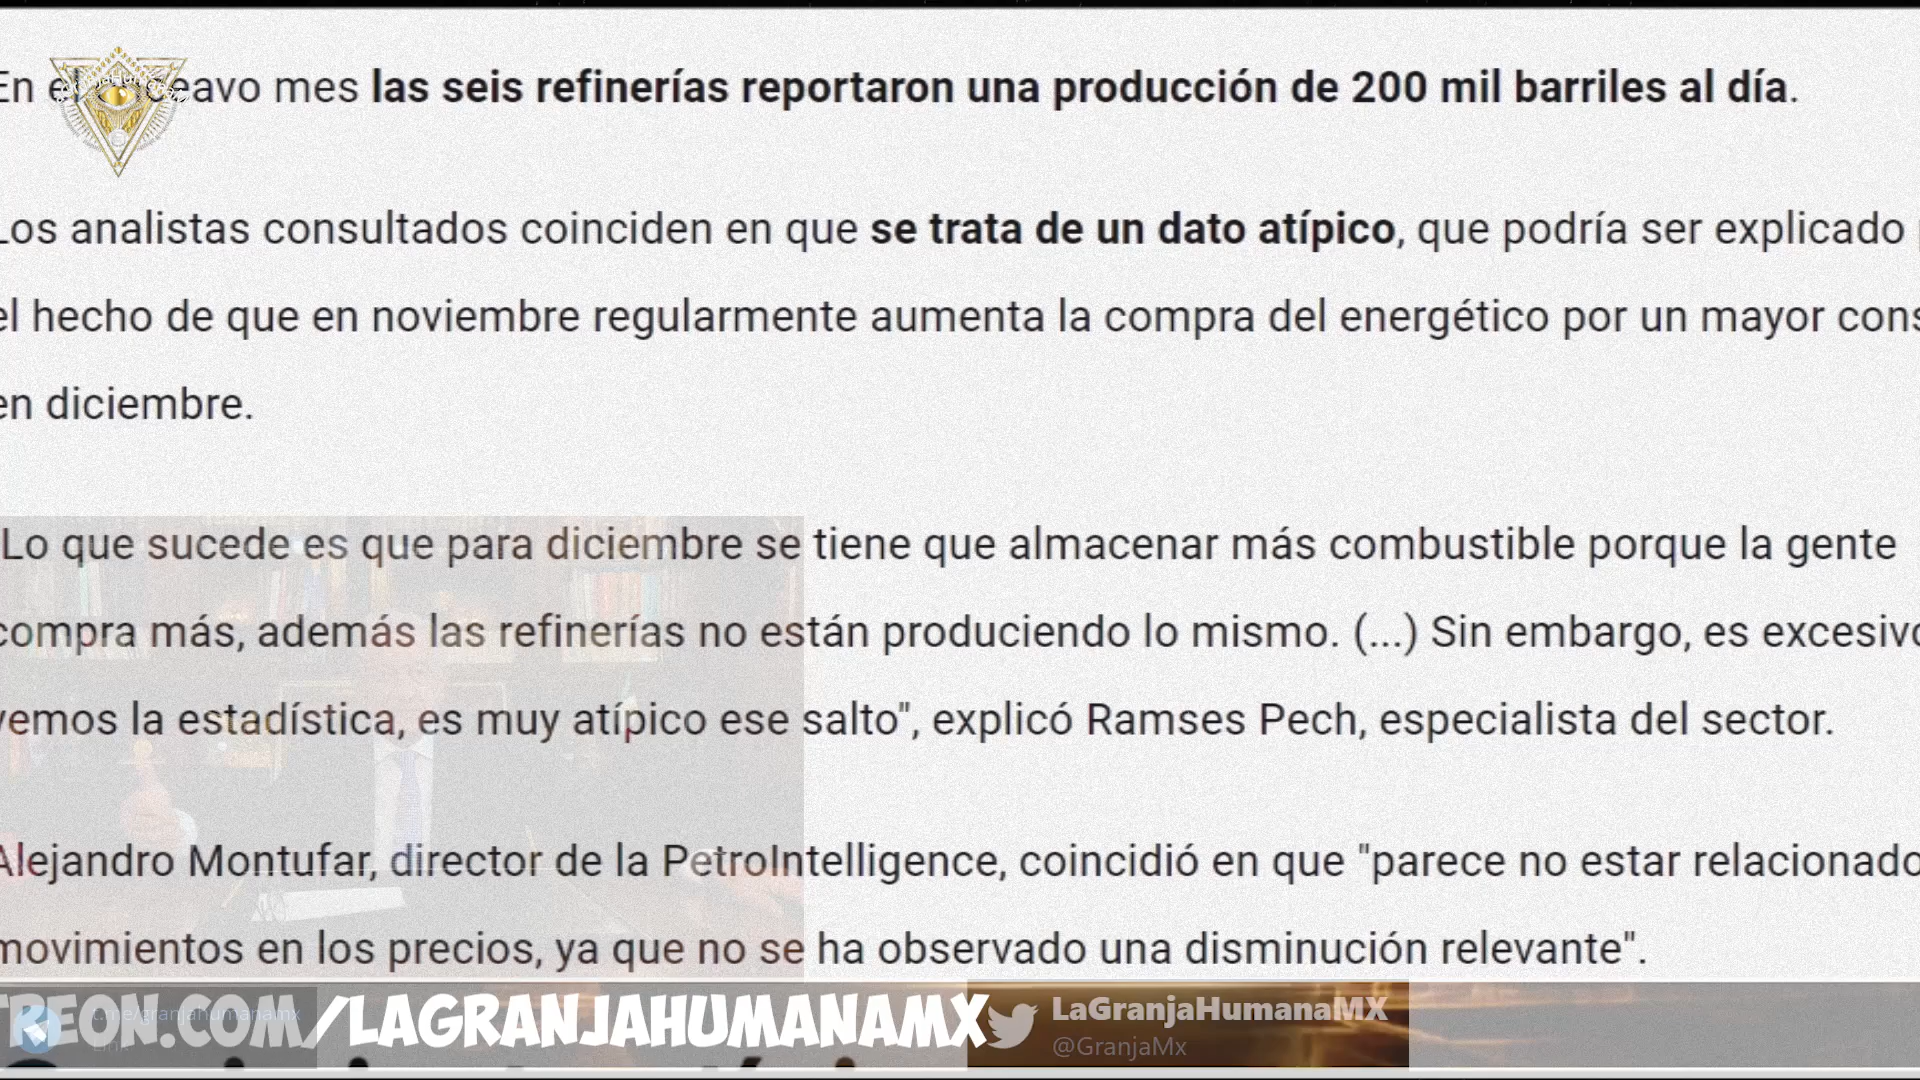 En el eavo mes las seis refinerías reportaron una producción de 200 mil barriles al día.
Los analistas consultados coinciden en que se trata de un dato atípico, que podría ser explicado
el hecho de que en noviembre regularmente aumenta la compra del energético por un mayor cons
en diciembre.
Lo que sucede es que para diciembre se tiene que almacenar más combustible porque la gente
compra más, además las refinerías no están produciendo lo mismo. (...) Sin embargo, es excesivo
vemos la estadística, es muy atípico ese salto", explicó Ramses Pech, especialista del sector.
Alejandro Montufar, director de la PetroIntelligence, coincidió en que "parece no estar relacionado
movimientos en los precios, ya que no se ha observado una disminución relevante".
TREON.COM/LAGRANJAHUMANAMX
t.me/granjahumanamx
Link
LaGranjaHumanaMX
@GranjaMx